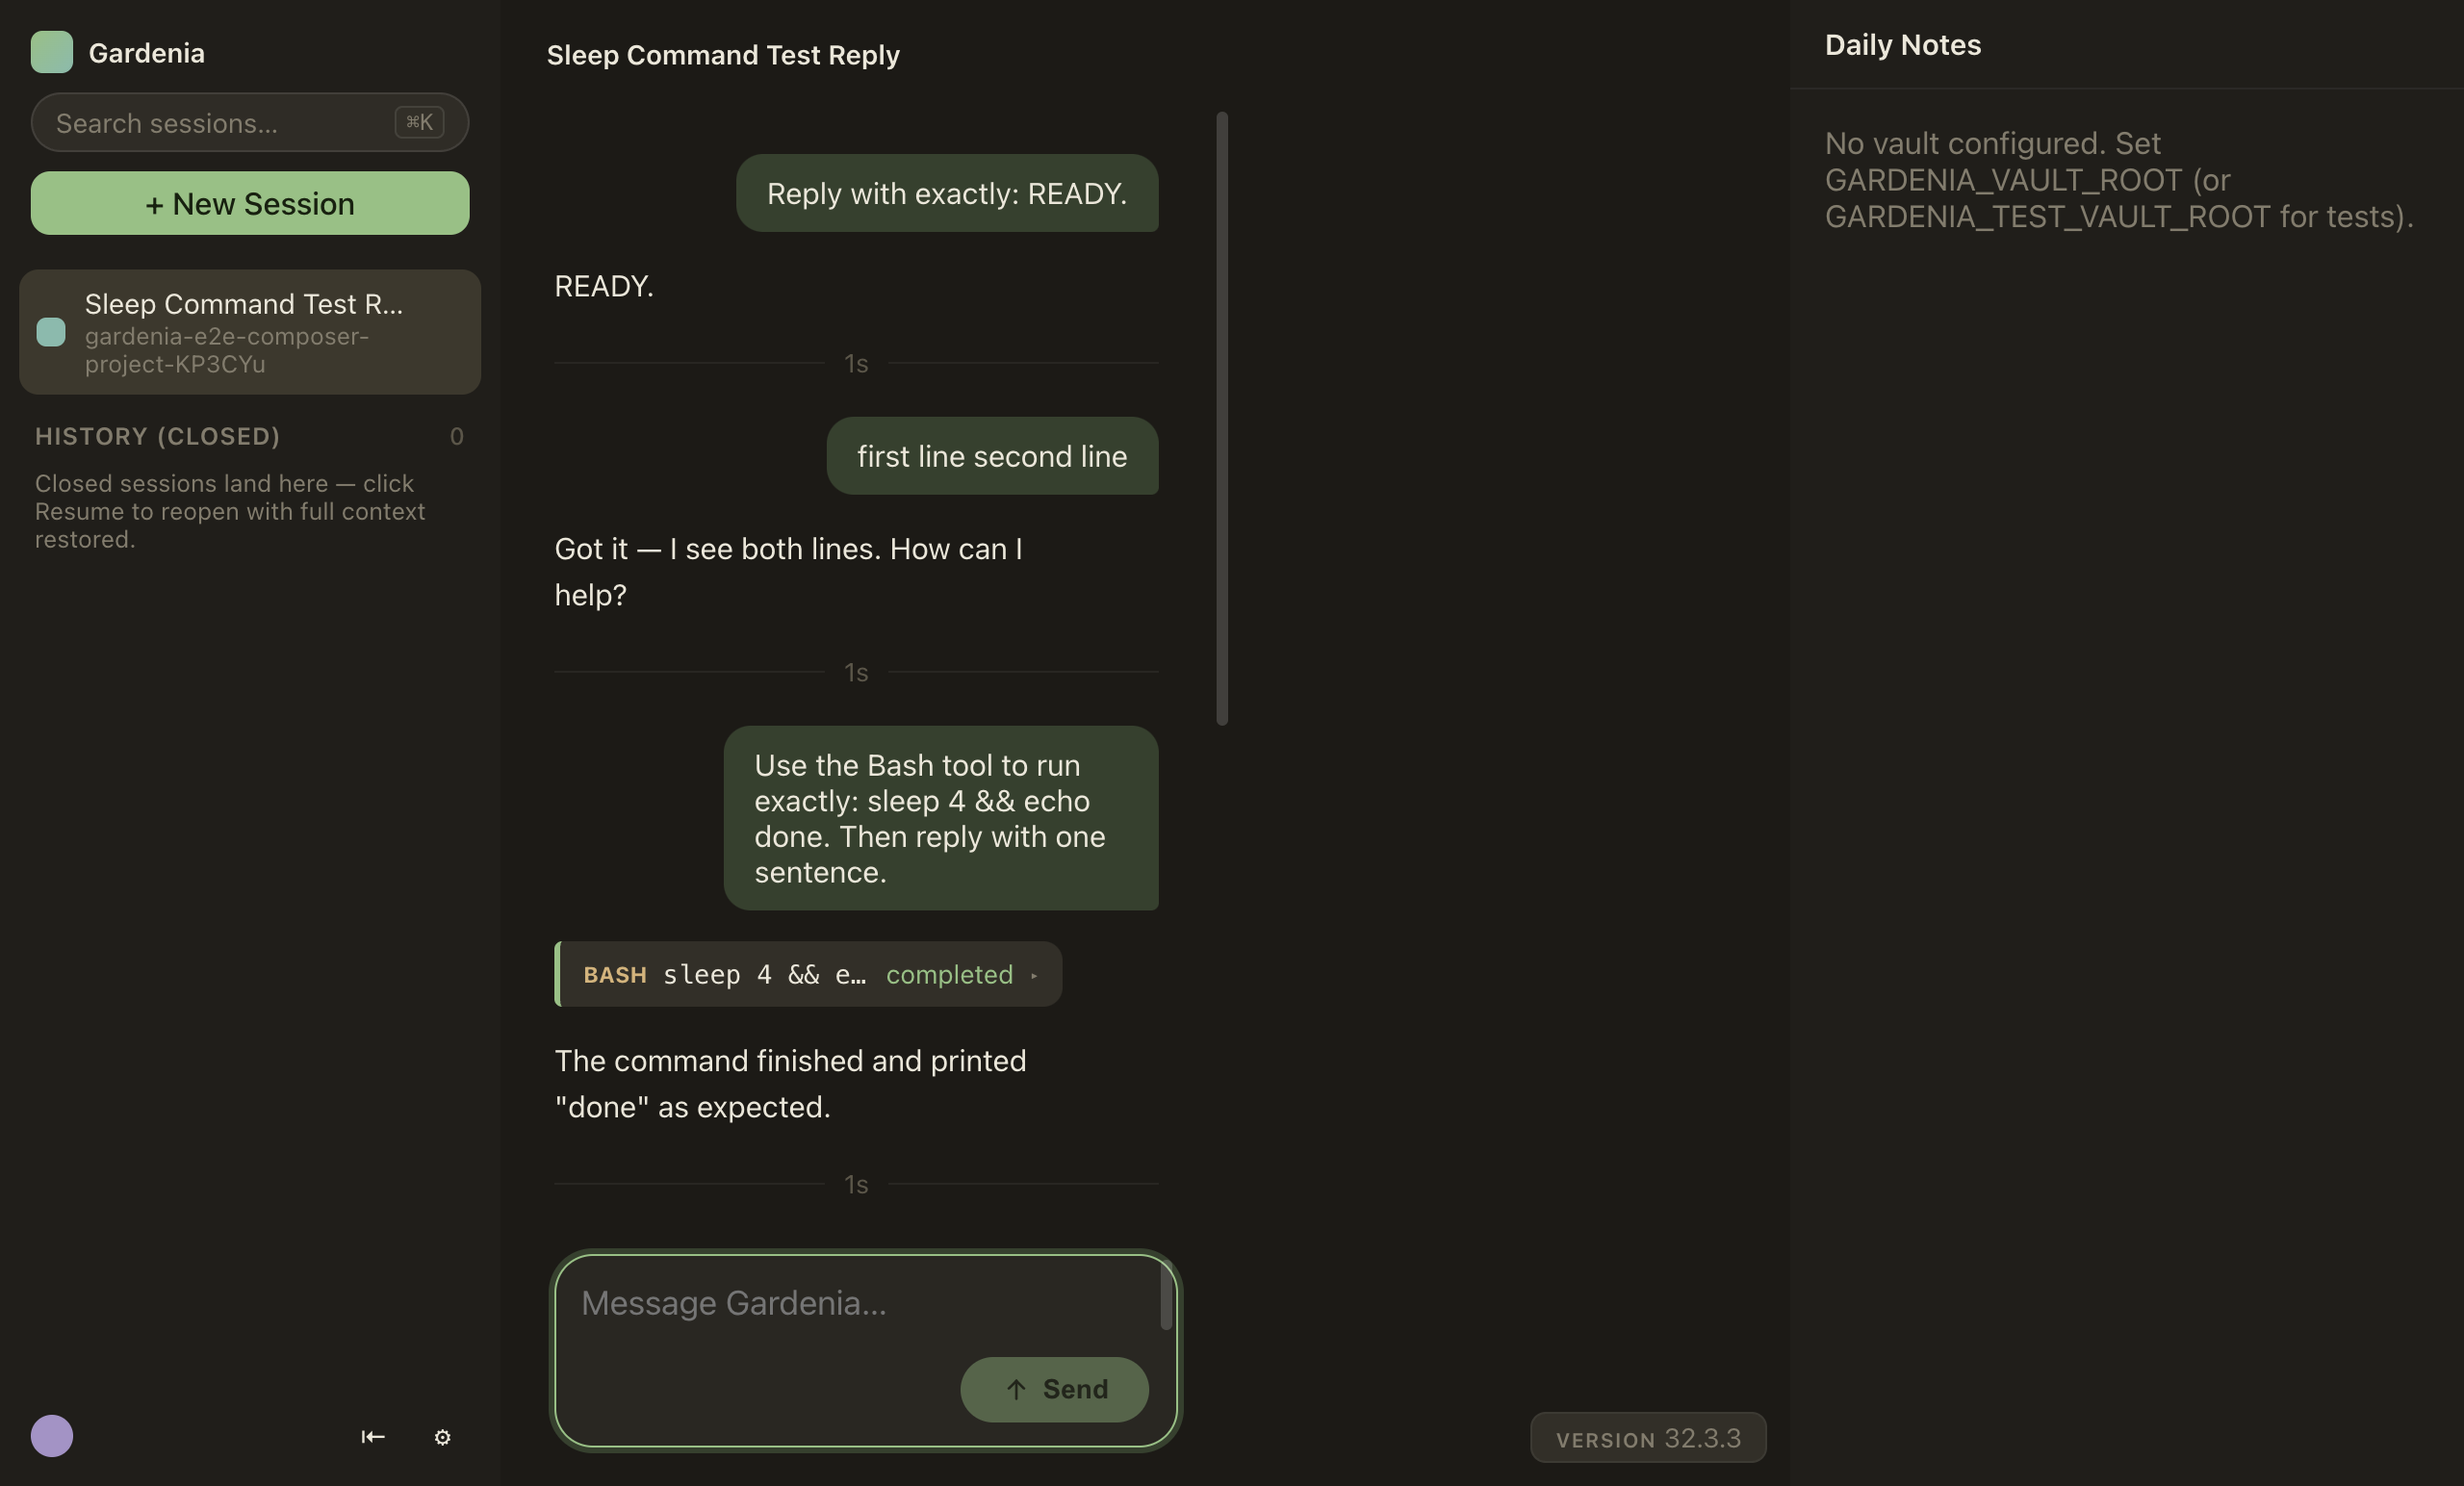 Gardenia
Search sessions...
⌘K
+ New Session
Sleep Command Test R...
gardenia-e2e-composer-
project-KP3CYu
HISTORY (CLOSED)
0
Closed sessions land here — click
Resume to reopen with full context
restored.
Sleep Command Test Reply
Reply with exactly: READY.
READY.
1s
first line second line
Got it — I see both lines. How can I
help?
1s
Use the Bash tool to run
exactly: sleep 4 && echo
done. Then reply with one
sentence.
BASH sleep 4 && e… completed ▸
The command finished and printed
"done" as expected.
1s
Message Gardenia...
↑ Send
VERSION 32.3.3
Daily Notes
No vault configured. Set
GARDENIA_VAULT_ROOT (or
GARDENIA_TEST_VAULT_ROOT for tests).